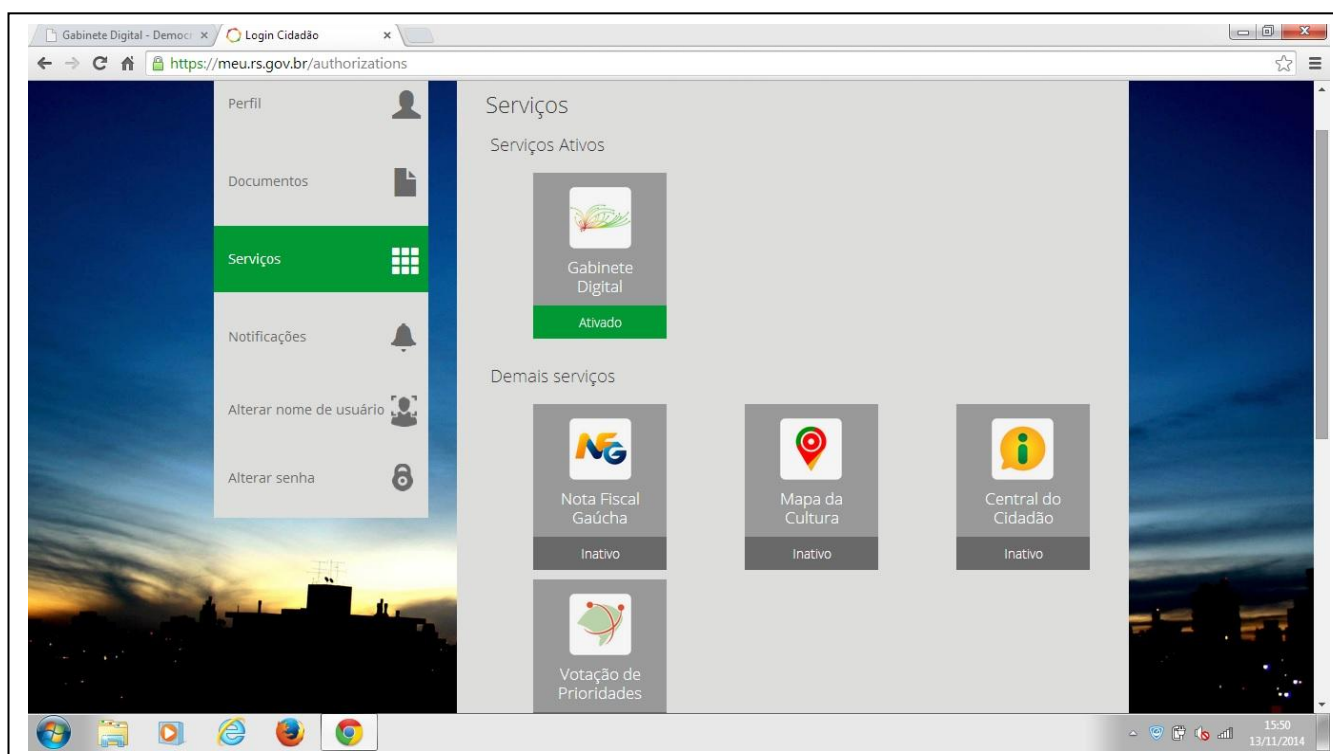 Gabinete Digital - Democr
Login Cidadão
https://meu.rs.gov.br/authorizations
Perfil
Documentos
Serviços
Notificações
Alterar nome de usuário
Alterar senha
Serviços
Serviços Ativos
Gabinete
Digital
Ativado
Demais serviços
NFG
Nota Fiscal
Gaúcha
Inativo
Mapa da
Cultura
Inativo
i
Central do
Cidadão
Inativo
Votação de
Prioridades
15:50
13/11/2014